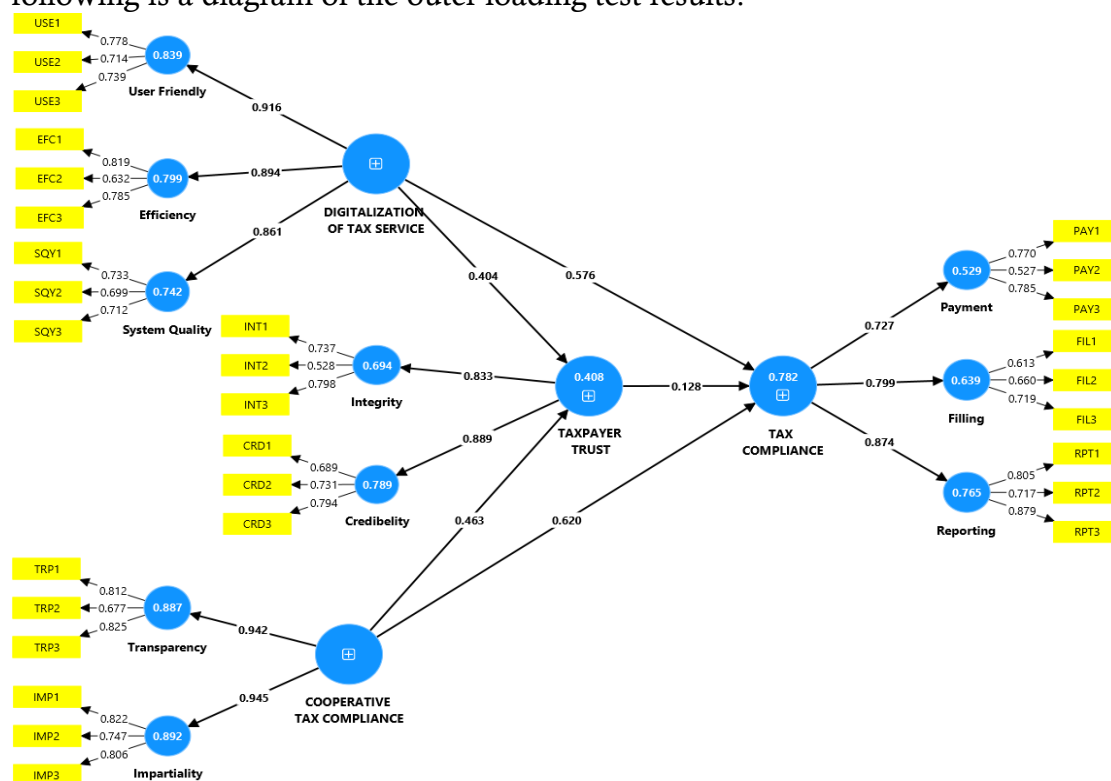 following is a diagram of the outer loading test results:
USE1
USE2
USE3
0.778
0.714
0.739
0.839
User Friendly
0.916
EFC1
EFC2
EFC3
0.819
0.632
0.785
0.799
Efficiency
0.894
SQY1
SQY2
SQY3
0.733
0.699
0.712
0.742
System Quality
0.861
DIGITALIZATION
OF TAX SERVICE
0.404
0.576
INT1
INT2
INT3
0.737
0.528
0.798
0.694
Integrity
0.833
CRD1
CRD2
CRD3
0.689
0.731
0.794
0.789
Credibelity
0.889
0.408
TAXPAYER
TRUST
0.128
0.463
0.620
0.782
TAX
COMPLIANCE
0.727
0.799
0.874
0.529
Payment
0.770
0.527
0.785
PAY1
PAY2
PAY3
0.639
Filling
0.613
0.660
0.719
FIL1
FIL2
FIL3
0.765
Reporting
0.805
0.717
0.879
RPT1
RPT2
RPT3
TRP1
TRP2
TRP3
0.812
0.677
0.825
0.887
Transparency
0.942
COOPERATIVE
TAX COMPLIANCE
0.945
IMP1
IMP2
IMP3
0.822
0.747
0.806
0.892
Impartiality